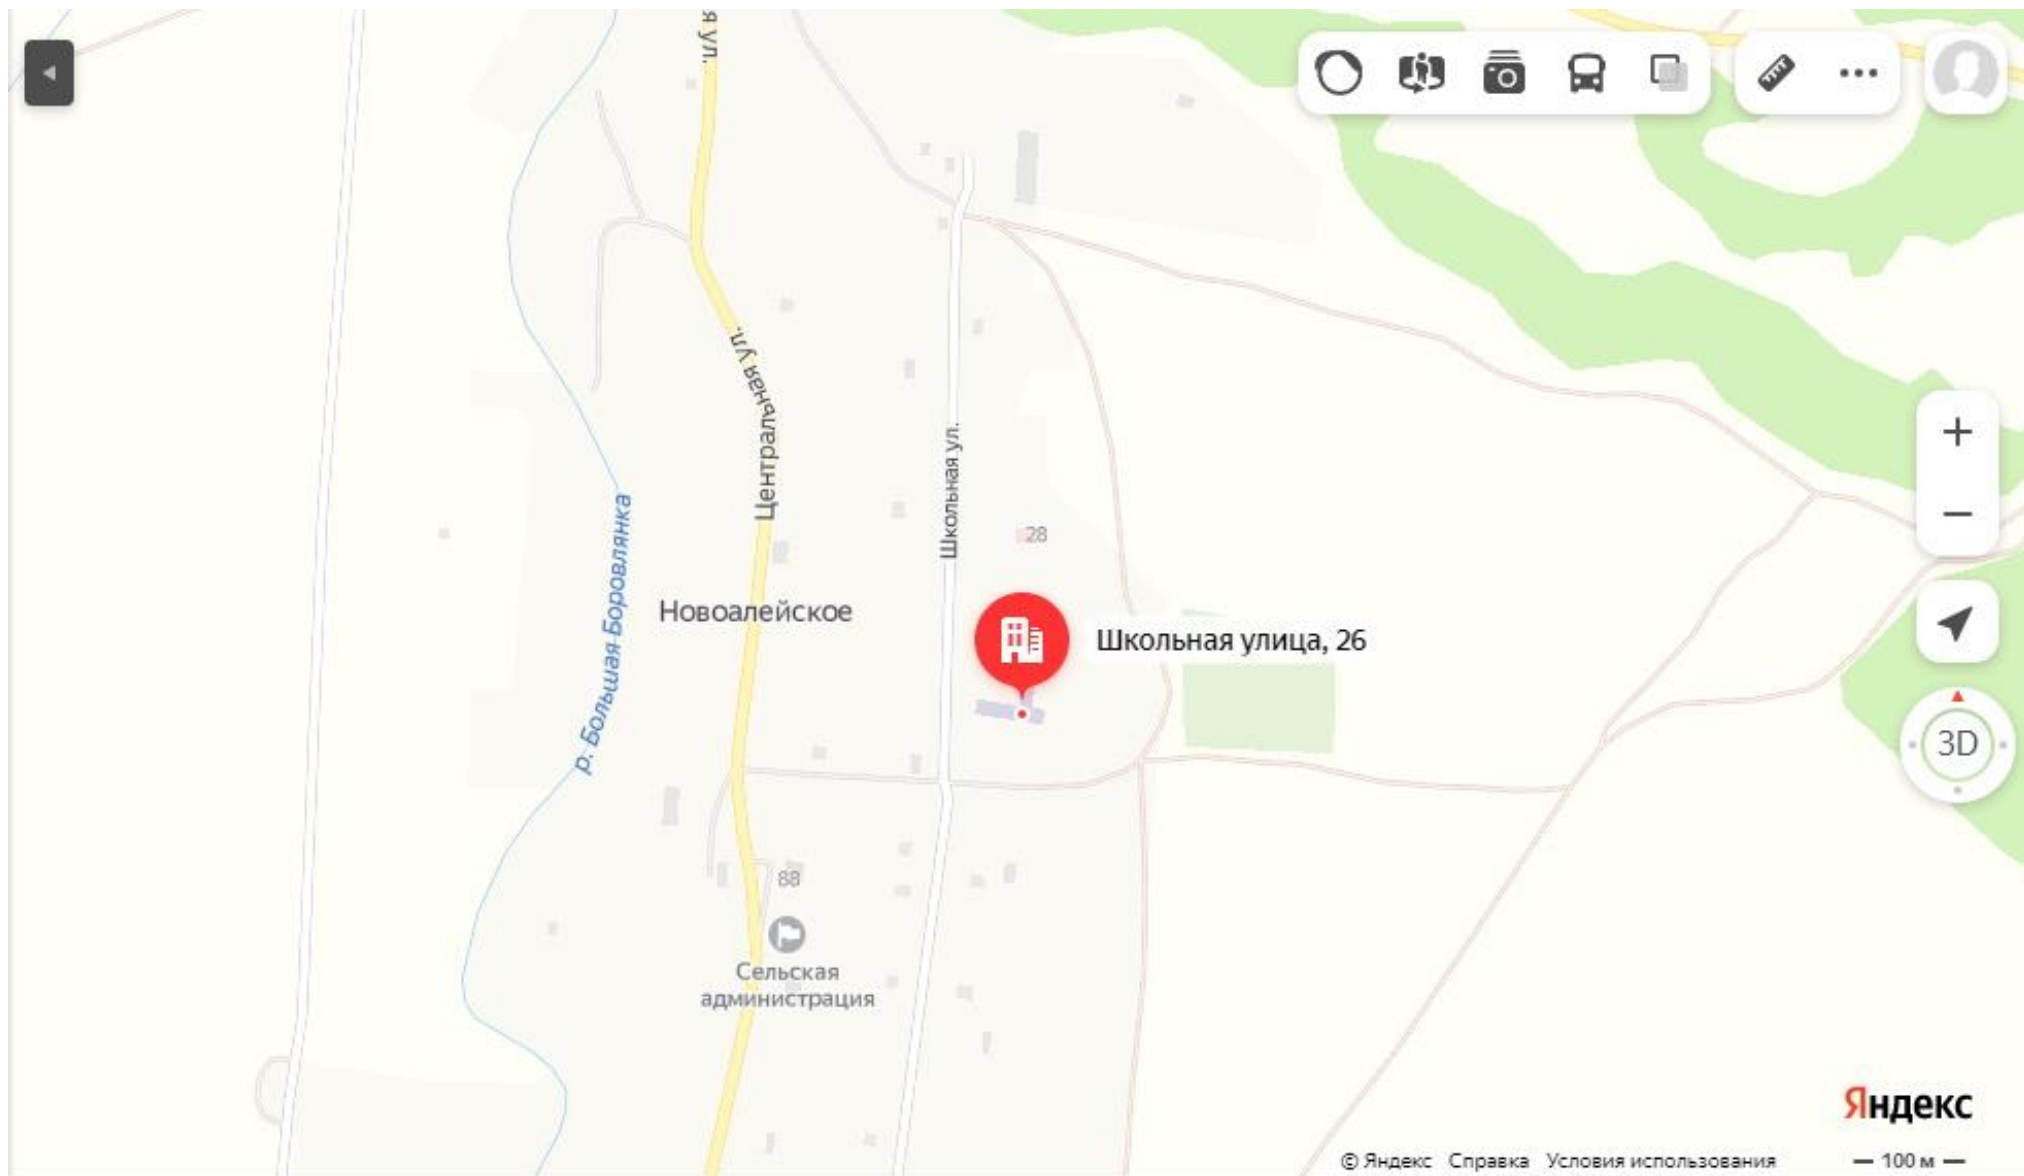 я ул.
Центральная ул.
Школьная ул.
р. Большая Боровлянка
28
Новоалейское
Школьная улица, 26
3D
88
Сельская
администрация
Яндекс
© Яндекс Справка Условия использования 100 м